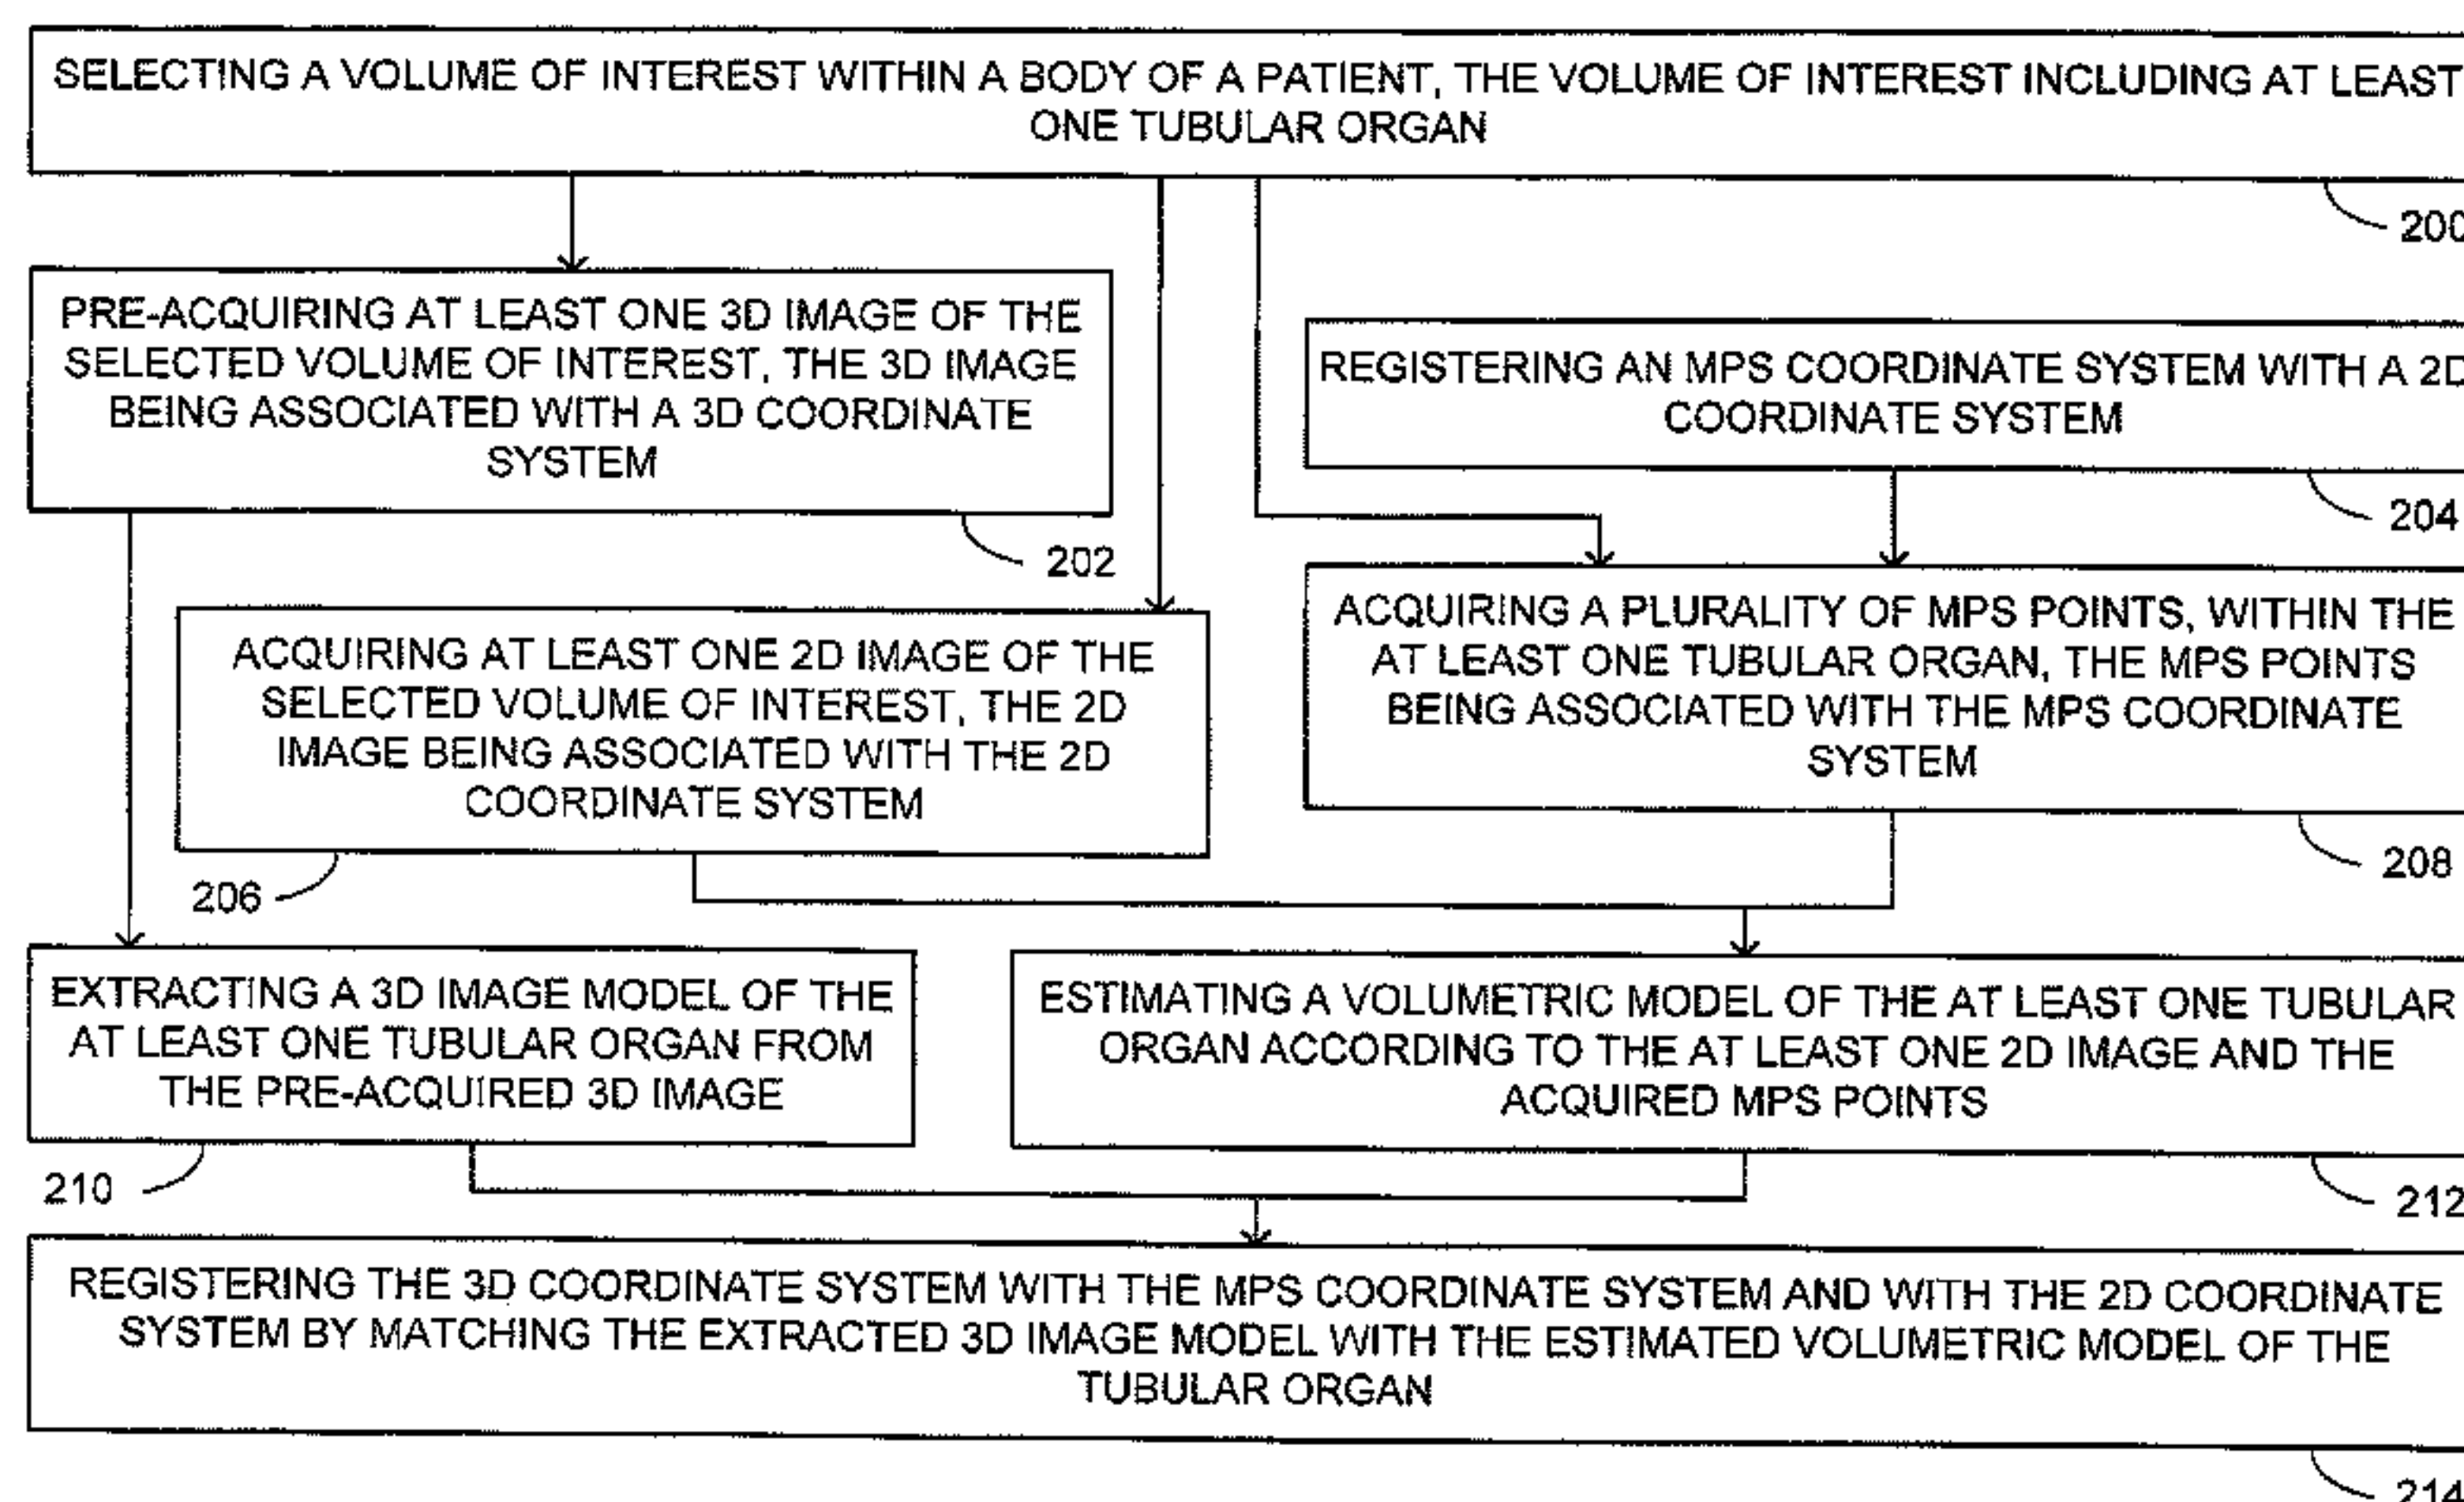 SELECTING A VOLUME OF INTEREST WITHIN A BODY OF A PATIENT, THE VOLUME OF INTEREST INCLUDING AT LEAST
ONE TUBULAR ORGAN
200
PRE-ACQUIRING AT LEAST ONE 3D IMAGE OF THE
SELECTED VOLUME OF INTEREST, THE 3D IMAGE
BEING ASSOCIATED WITH A 3D COORDINATE
SYSTEM
202
REGISTERING AN MPS COORDINATE SYSTEM WITH A 2D
COORDINATE SYSTEM
204
ACQUIRING AT LEAST ONE 2D IMAGE OF THE
SELECTED VOLUME OF INTEREST, THE 2D
IMAGE BEING ASSOCIATED WITH THE 2D
COORDINATE SYSTEM
206
ACQUIRING A PLURALITY OF MPS POINTS, WITHIN THE
AT LEAST ONE TUBULAR ORGAN, THE MPS POINTS
BEING ASSOCIATED WITH THE MPS COORDINATE
SYSTEM
208
EXTRACTING A 3D IMAGE MODEL OF THE
AT LEAST ONE TUBULAR ORGAN FROM
THE PRE-ACQUIRED 3D IMAGE
210
ESTIMATING A VOLUMETRIC MODEL OF THE AT LEAST ONE TUBULAR
ORGAN ACCORDING TO THE AT LEAST ONE 2D IMAGE AND THE
ACQUIRED MPS POINTS
212
REGISTERING THE 3D COORDINATE SYSTEM WITH THE MPS COORDINATE SYSTEM AND WITH THE 2D COORDINATE
SYSTEM BY MATCHING THE EXTRACTED 3D IMAGE MODEL WITH THE ESTIMATED VOLUMETRIC MODEL OF THE
TUBULAR ORGAN
214